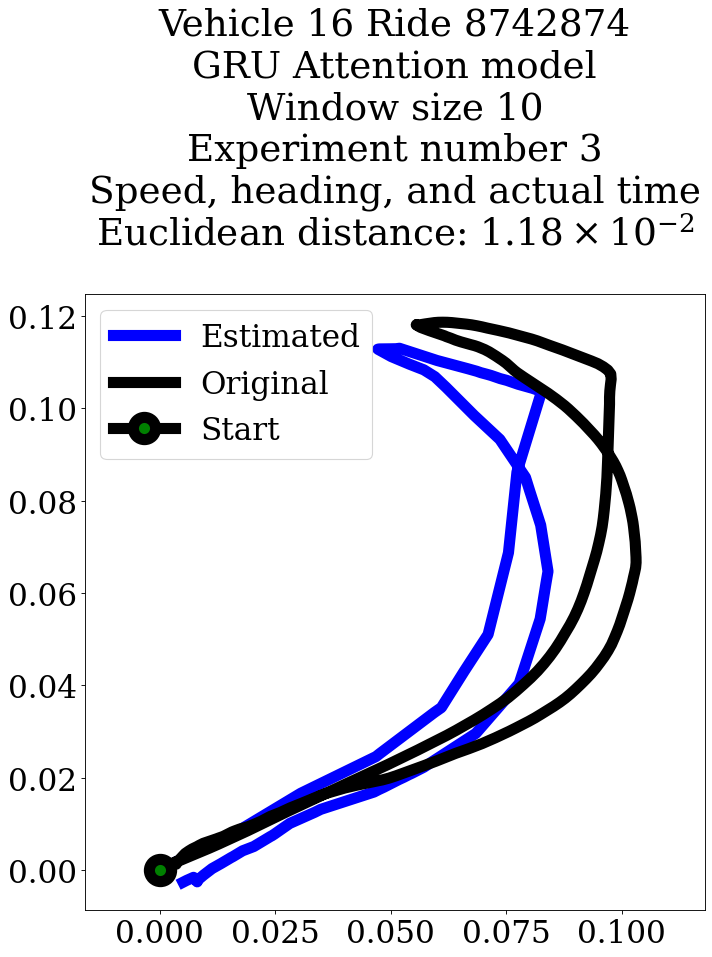 Vehicle 16 Ride 8742874
GRU Attention model
Window size 10
Experiment number 3
Speed, heading, and actual time
Euclidean distance: 1.18 × 10⁻²
Estimated
Original
Start
0.12
0.10
0.08
0.06
0.04
0.02
0.00
0.000 0.025 0.050 0.075 0.100